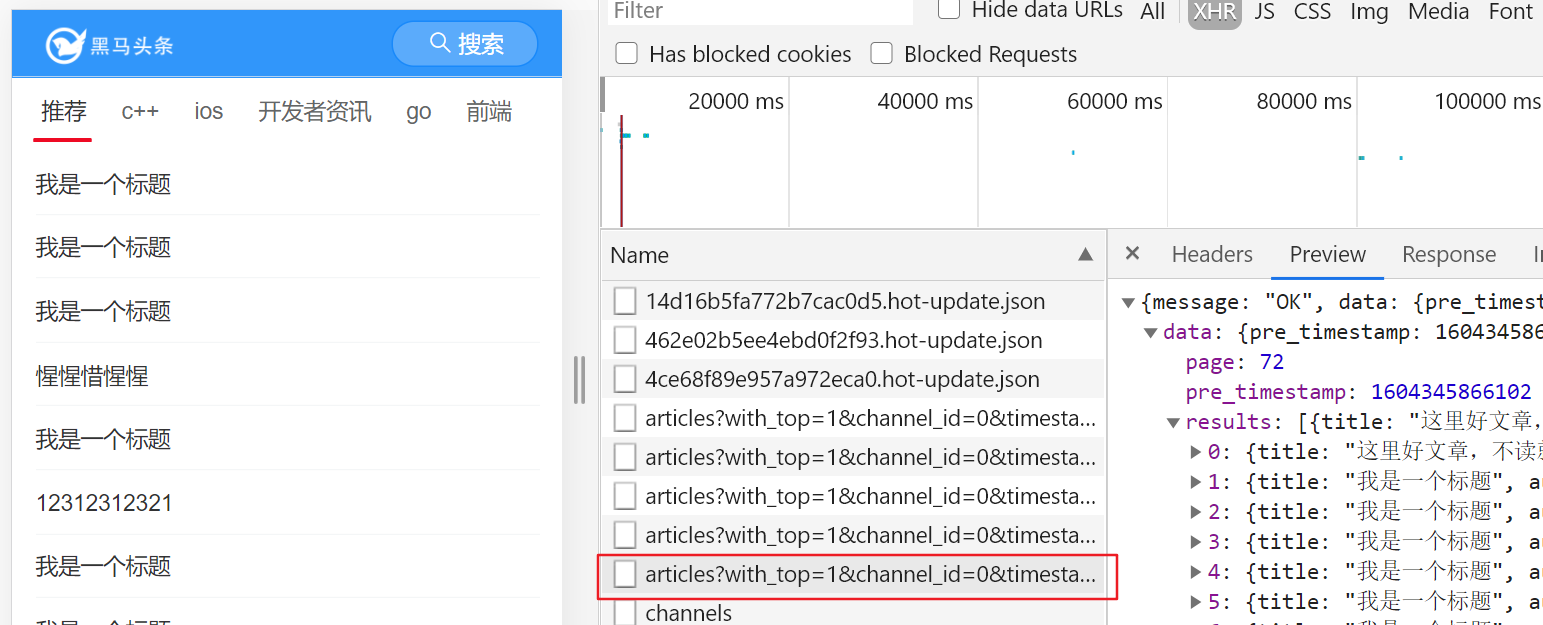 黑马头条
搜索
推荐 c++ ios 开发者资讯 go 前端
我是一个标题
我是一个标题
我是一个标题
惺惺惜惺惺
我是一个标题
12312312321
我是一个标题
Filter
Hide data URLs All XHR JS CSS Img Media Font
Has blocked cookies Blocked Requests
20000 ms 40000 ms 60000 ms 80000 ms 100000 ms
Name ▲
14d16b5fa772b7cac0d5.hot-update.json
462e02b5ee4ebd0f2f93.hot-update.json
4ce68f89e957a972eca0.hot-update.json
articles?with_top=1&channel_id=0&timesta...
articles?with_top=1&channel_id=0&timesta...
articles?with_top=1&channel_id=0&timesta...
articles?with_top=1&channel_id=0&timesta...
articles?with_top=1&channel_id=0&timesta...
channels
× Headers Preview Response
▼{message: "OK", data: {pre_timest
▼data: {pre_timestamp: 160434586
page: 72
pre_timestamp: 1604345866102
▼results: [{title: "这里好文章，
▶0: {title: "这里好文章，不读
▶1: {title: "我是一个标题", a
▶2: {title: "我是一个标题", a
▶3: {title: "我是一个标题", a
▶4: {title: "我是一个标题", a
▶5: {title: "我是一个标题", a